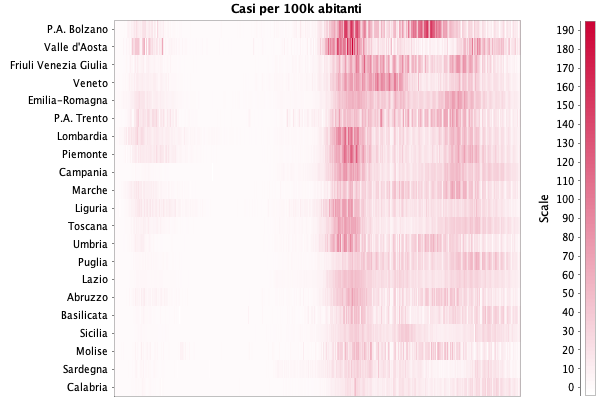 Casi per 100k abitanti
P.A. Bolzano
Valle d'Aosta
Friuli Venezia Giulia
Veneto
Emilia-Romagna
P.A. Trento
Lombardia
Piemonte
Campania
Marche
Liguria
Toscana
Umbria
Puglia
Lazio
Abruzzo
Basilicata
Sicilia
Molise
Sardegna
Calabria
Scale
190
180
170
160
150
140
130
120
110
100
90
80
70
60
50
40
30
20
10
0